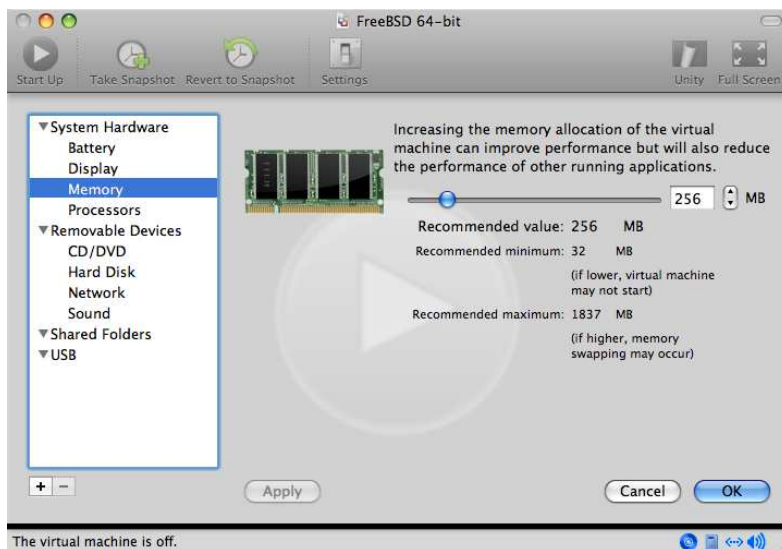 FreeBSD 64-bit
Start Up
Take Snapshot
Revert to Snapshot
Settings
Unity
Full Screen
System Hardware
Battery
Display
Memory
Processors
Removable Devices
CD/DVD
Hard Disk
Network
Sound
Shared Folders
USB
Increasing the memory allocation of the virtual
machine can improve performance but will also reduce
the performance of other running applications.
256 MB
Recommended value: 256 MB
Recommended minimum: 32 MB
(if lower, virtual machine
may not start)
Recommended maximum: 1837 MB
(if higher, memory
swapping may occur)
+ −
Apply
Cancel
OK
The virtual machine is off.